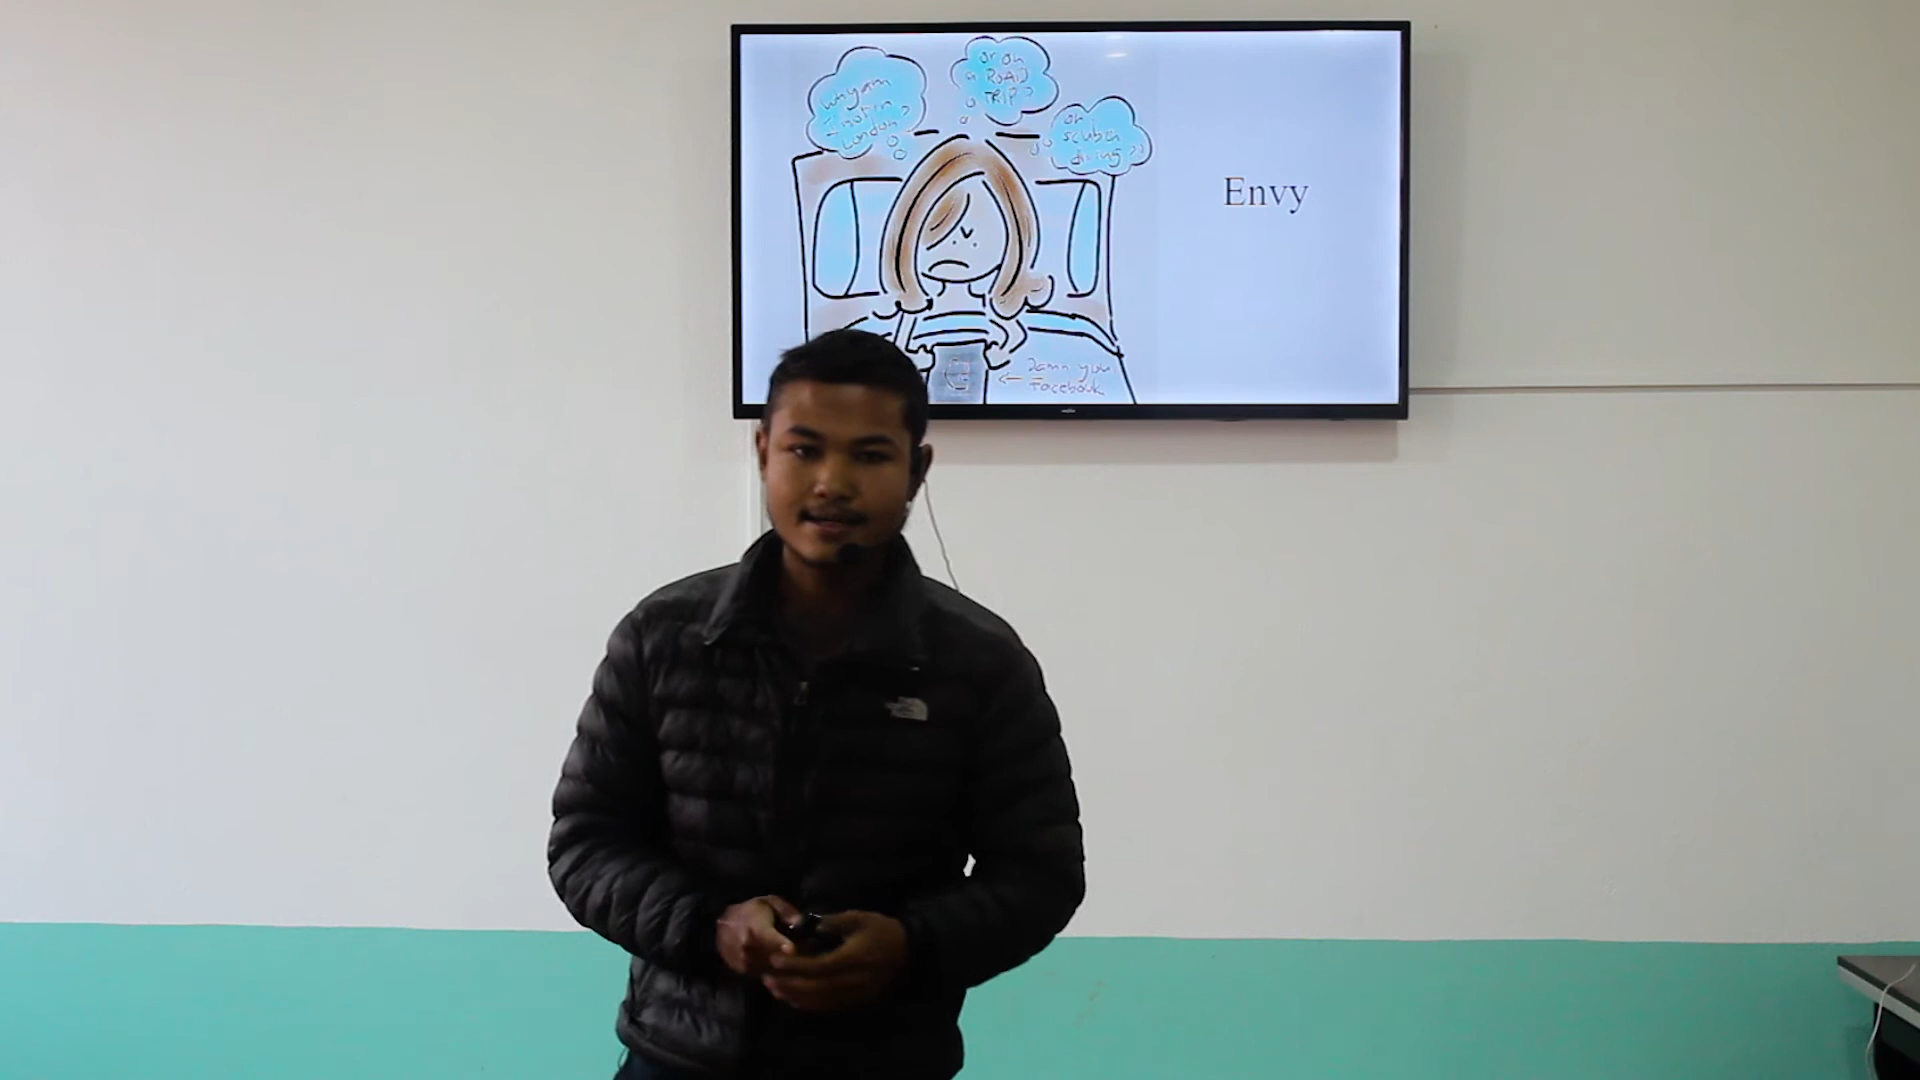 Why am
I not in
London?
or on
a ROAD
TRIP?
or
scuba
diving??
Envy
Damn you
Facebook